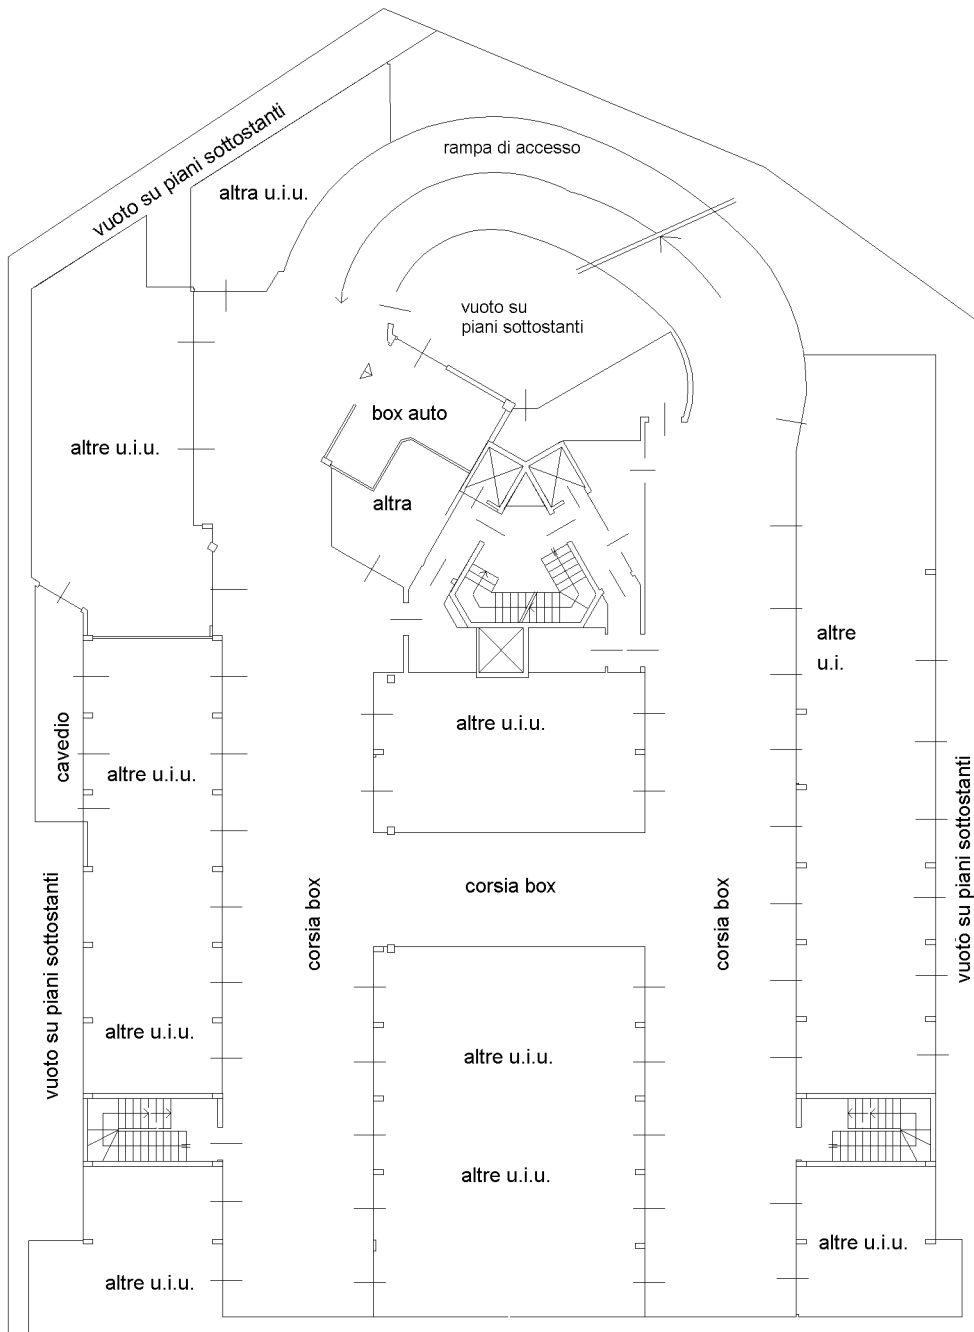 rampa di accesso
vuoto su piani sottostanti
altra u.i.u.
vuoto su
piani sottostanti
box auto
altre u.i.u.
altra
altre
u.i.
altre u.i.u.
cavedio
altre u.i.u.
vuoto su piani sottostanti
corsia box
corsia box
corsia box
vuoto su piani sottostanti
altre u.i.u.
altre u.i.u.
altre u.i.u.
altre u.i.u.
altre u.i.u.